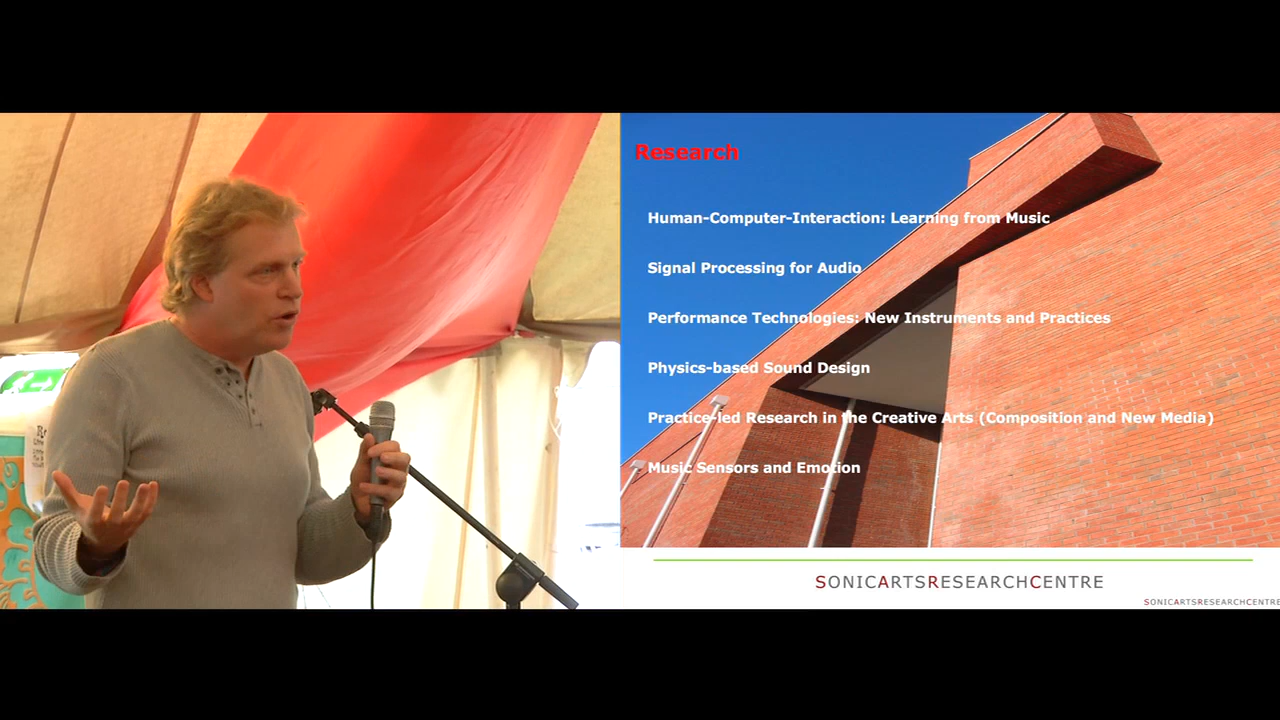 Research
Human-Computer-Interaction: Learning from Music
Signal Processing for Audio
Performance Technologies: New Instruments and Practices
Physics-based Sound Design
Practice-led Research in the Creative Arts (Composition and New Media)
Music Sensors and Emotion
SONICARTSRESEARCHCENTRE
SONICARTSRESEARCHCENTRE